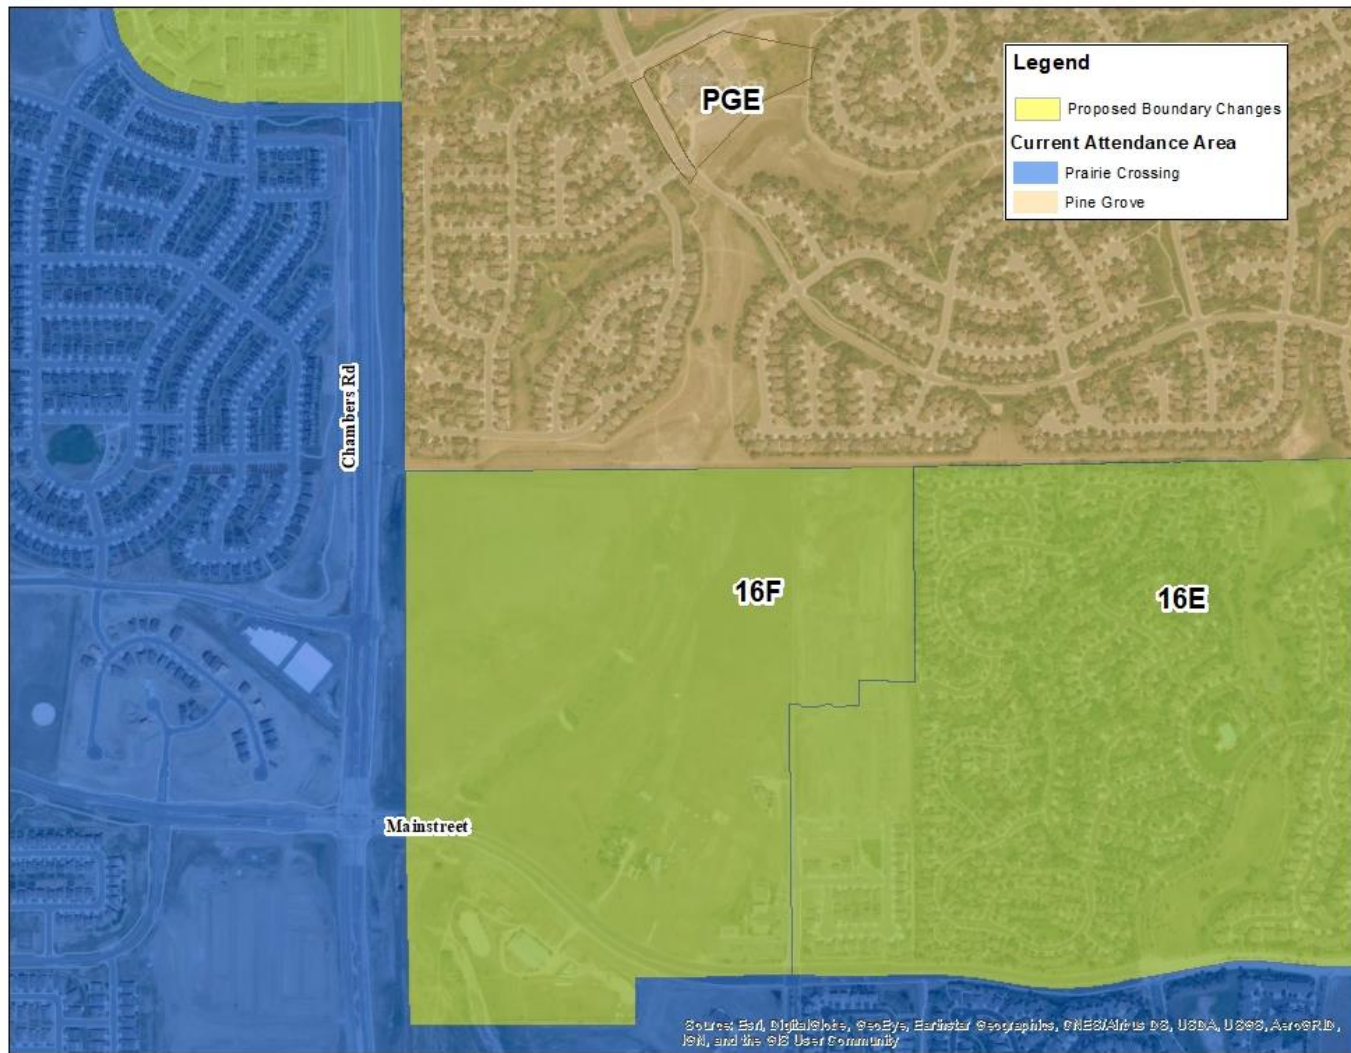 Legend
Proposed Boundary Changes
Current Attendance Area
Prairie Crossing
Pine Grove
PGE
Chambers Rd
16F
16E
Mainstreet
Source: Esri, DigitalGlobe, GeoEye, Earthstar Geographics, CNES/Airbus DS, USDA, USGS, AeroGRID,
IGN, and the GIS User Community